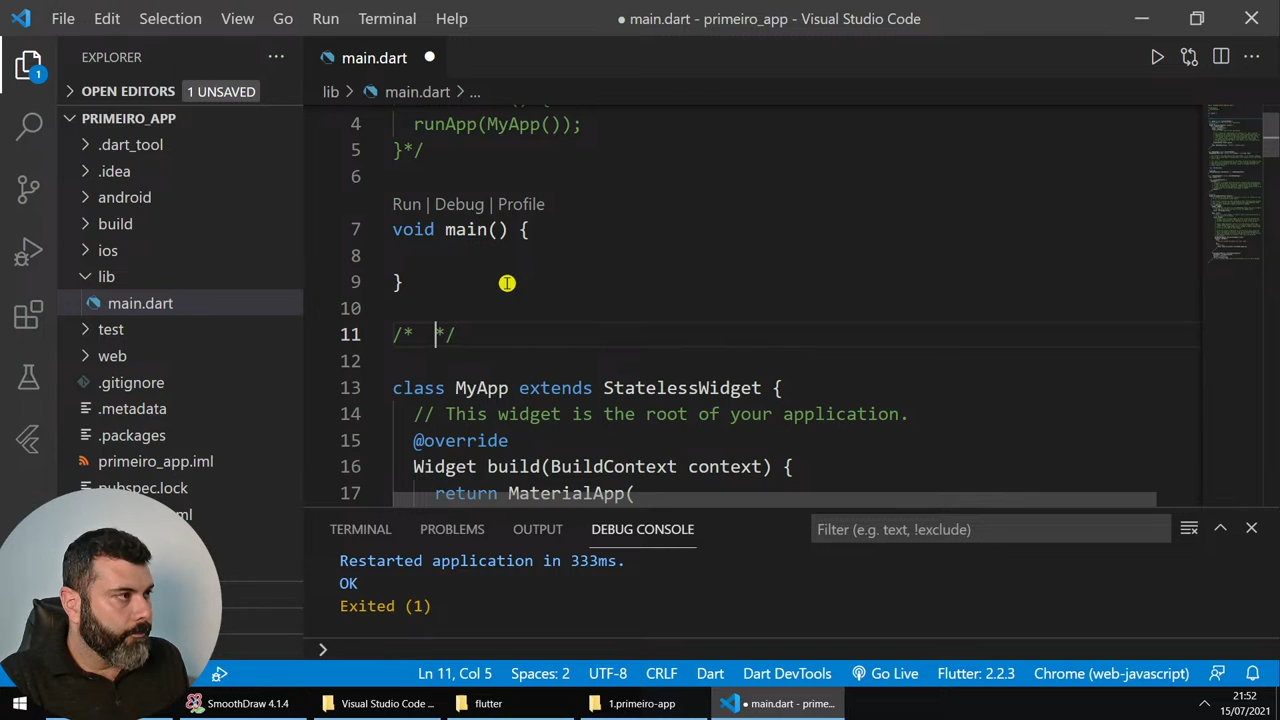 File Edit Selection View Go Run Terminal Help
● main.dart - primeiro_app - Visual Studio Code
EXPLORER
main.dart
1
OPEN EDITORS 1 UNSAVED
lib > main.dart > ...
PRIMEIRO_APP
.dart_tool
.idea
android
build
ios
lib
main.dart
test
web
.gitignore
.metadata
.packages
primeiro_app.iml
pubspec.lock
4 runApp(MyApp());
5 }*/
6
Run | Debug | Profile
7 void main() {
8
9 }
10
11 /* */
12
13 class MyApp extends StatelessWidget {
14 // This widget is the root of your application.
15 @override
16 Widget build(BuildContext context) {
17 return MaterialApp(
TERMINAL PROBLEMS OUTPUT DEBUG CONSOLE
Filter (e.g. text, !exclude)
Restarted application in 333ms.
OK
Exited (1)
Ln 11, Col 5 Spaces: 2 UTF-8 CRLF Dart Dart DevTools Go Live Flutter: 2.2.3 Chrome (web-javascript)
SmoothDraw 4.1.4 Visual Studio Code ... flutter 1.primeiro-app ● main.dart - prime...
21:52
15/07/2021